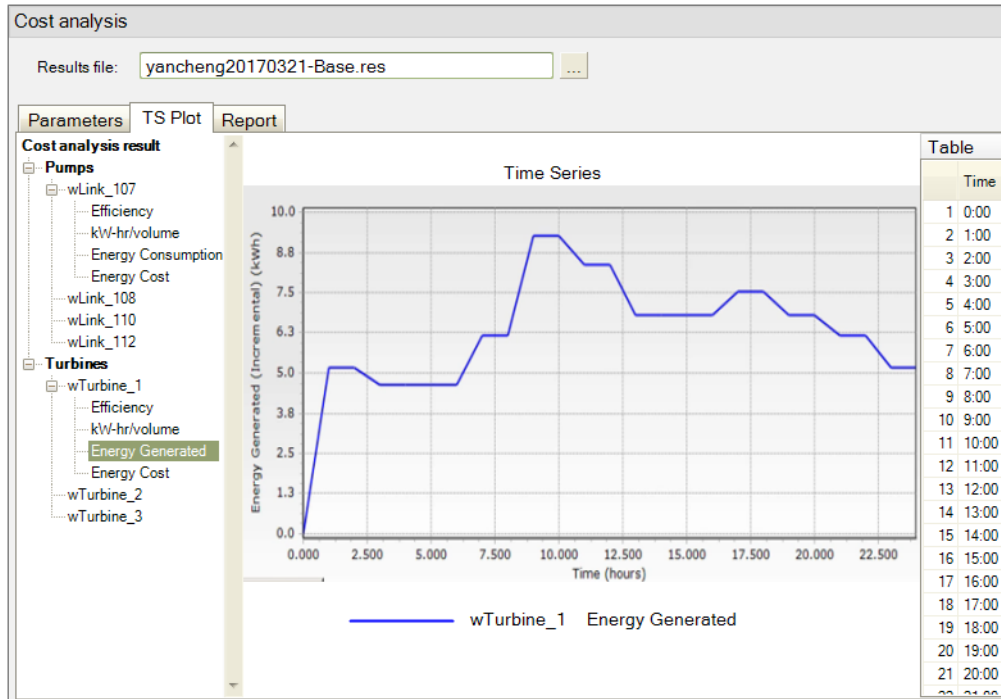 Cost analysis
Results file: yancheng20170321-Base.res ...
Parameters TS Plot Report
Cost analysis result
Pumps
wLink_107
Efficiency
kW-hr/volume
Energy Consumption
Energy Cost
wLink_108
wLink_110
wLink_112
Turbines
wTurbine_1
Efficiency
kW-hr/volume
Energy Generated
Energy Cost
wTurbine_2
wTurbine_3
Time Series
Energy Generated (Incremental) (kWh)
10.0
8.8
7.5
6.3
5.0
3.8
2.5
1.3
0.0
0.000 2.500 5.000 7.500 10.000 12.500 15.000 17.500 20.000 22.500
Time (hours)
wTurbine_1 Energy Generated
Table
Time
1 0:00
2 1:00
3 2:00
4 3:00
5 4:00
6 5:00
7 6:00
8 7:00
9 8:00
10 9:00
11 10:00
12 11:00
13 12:00
14 13:00
15 14:00
16 15:00
17 16:00
18 17:00
19 18:00
20 19:00
21 20:00